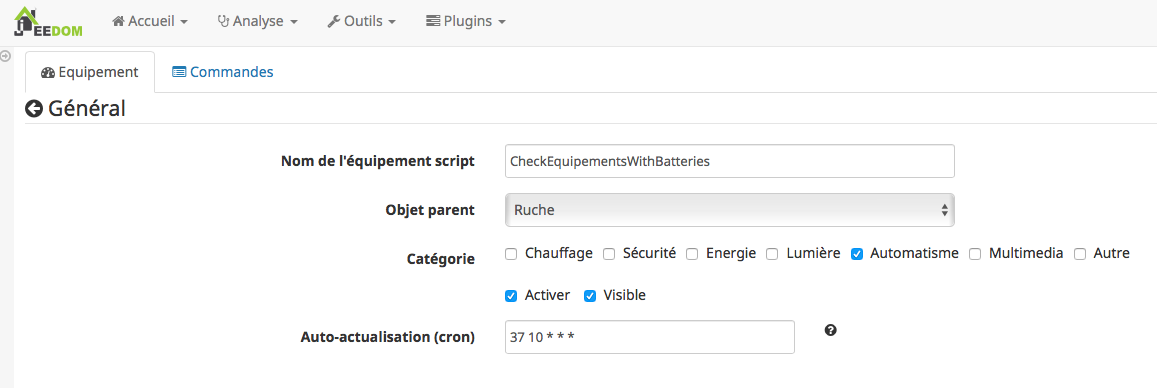 JEEDOM Accueil Analyse Outils Plugins
Equipement Commandes
Général
Nom de l'équipement script CheckEquipementsWithBatteries
Objet parent Ruche
Catégorie Chauffage Sécurité Energie Lumière Automatisme Multimedia Autre
Activer Visible
Auto-actualisation (cron) 37 10 * * *